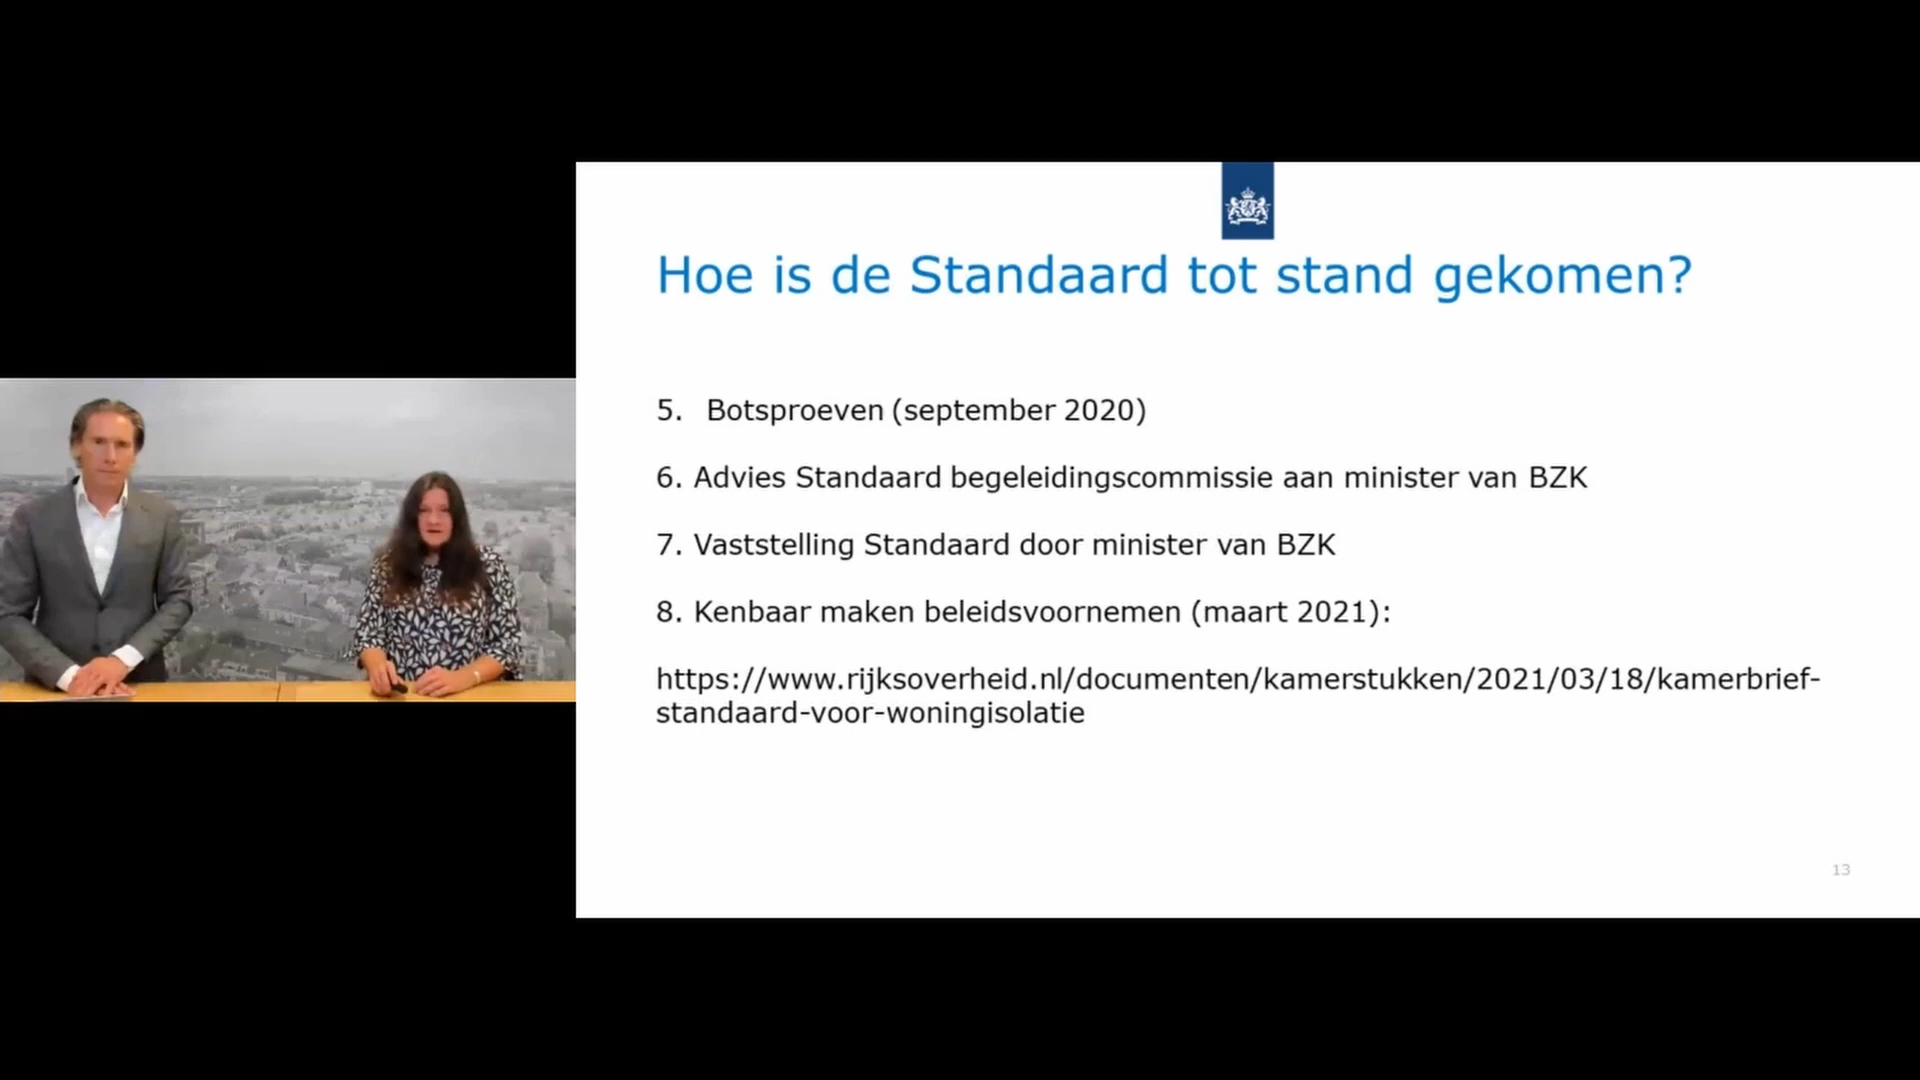 Hoe is de Standaard tot stand gekomen?
5. Botsproeven (september 2020)
6. Advies Standaard begeleidingscommissie aan minister van BZK
7. Vaststelling Standaard door minister van BZK
8. Kenbaar maken beleidsvoornemen (maart 2021):
https://www.rijksoverheid.nl/documenten/kamerstukken/2021/03/18/kamerbrief-
standaard-voor-woningisolatie
13